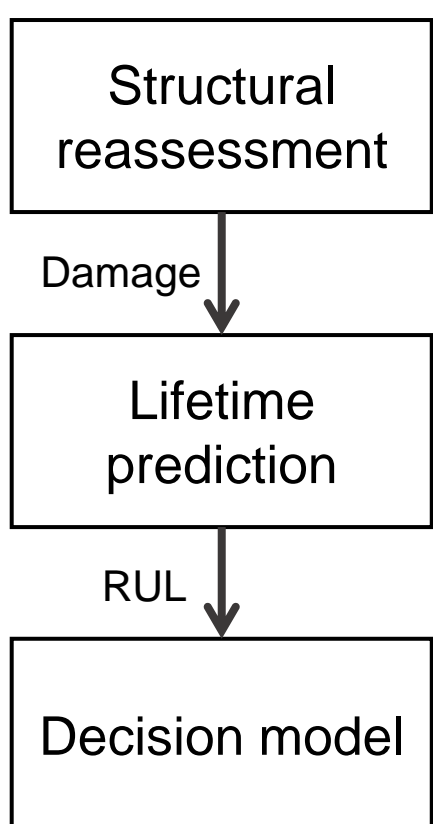 Structural
reassessment
Damage
Lifetime
prediction
RUL
Decision model